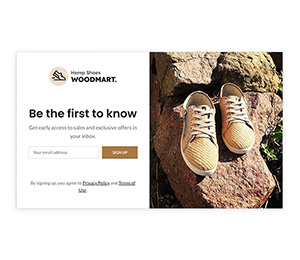 Hemp Shoes
WOODMART.
Be the first to know
Get early access to sales and exclusive offers in
your inbox.
Your email address
SIGN UP
By signing up, you agree to Privacy Policy and Terms of
Use.